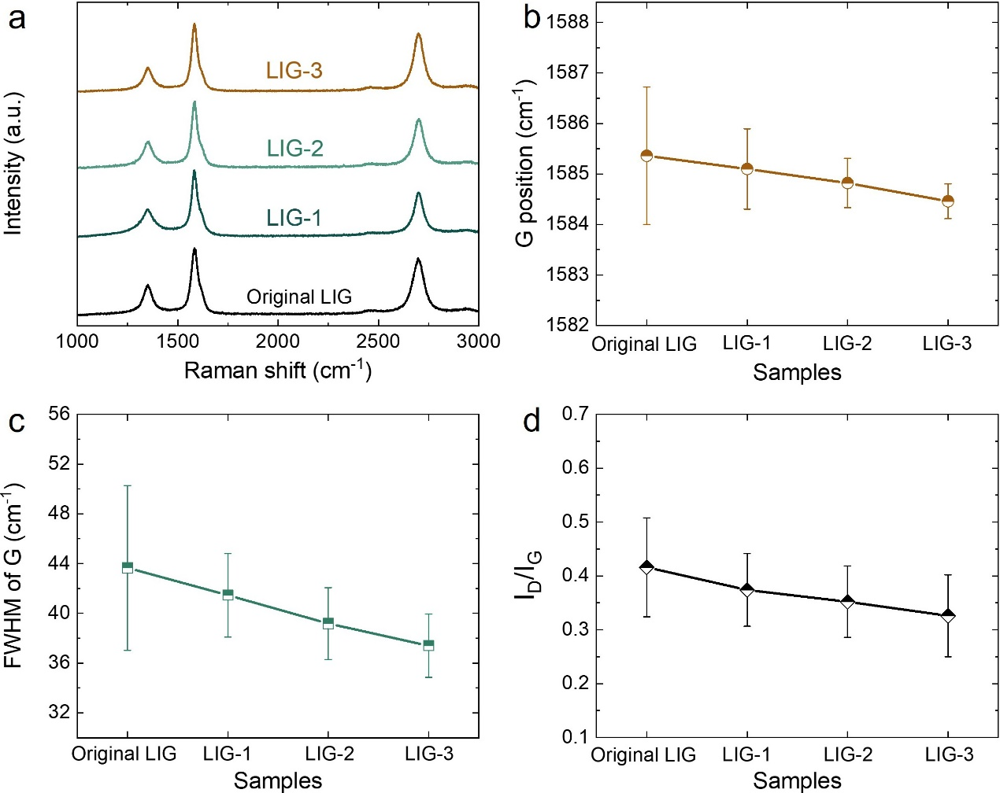 a
Intensity (a.u.)
LIG-3
LIG-2
LIG-1
Original LIG
1000 1500 2000 2500 3000
Raman shift (cm-1)
b
G position (cm-1)
1588
1587
1586
1585
1584
1583
1582
Original LIG LIG-1 LIG-2 LIG-3
Samples
c
FWHM of G (cm-1)
56
52
48
44
40
36
32
Original LIG LIG-1 LIG-2 LIG-3
Samples
d
ID/IG
0.7
0.6
0.5
0.4
0.3
0.2
0.1
Original LIG LIG-1 LIG-2 LIG-3
Samples